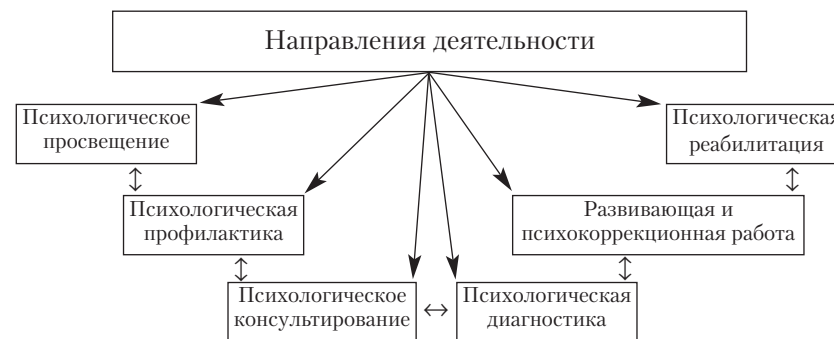 Направления деятельности
Психологическое
просвещение
Психологическая
реабилитация
Психологическая
профилактика
Развивающая и
психокоррекционная работа
Психологическое
консультирование
Психологическая
диагностика